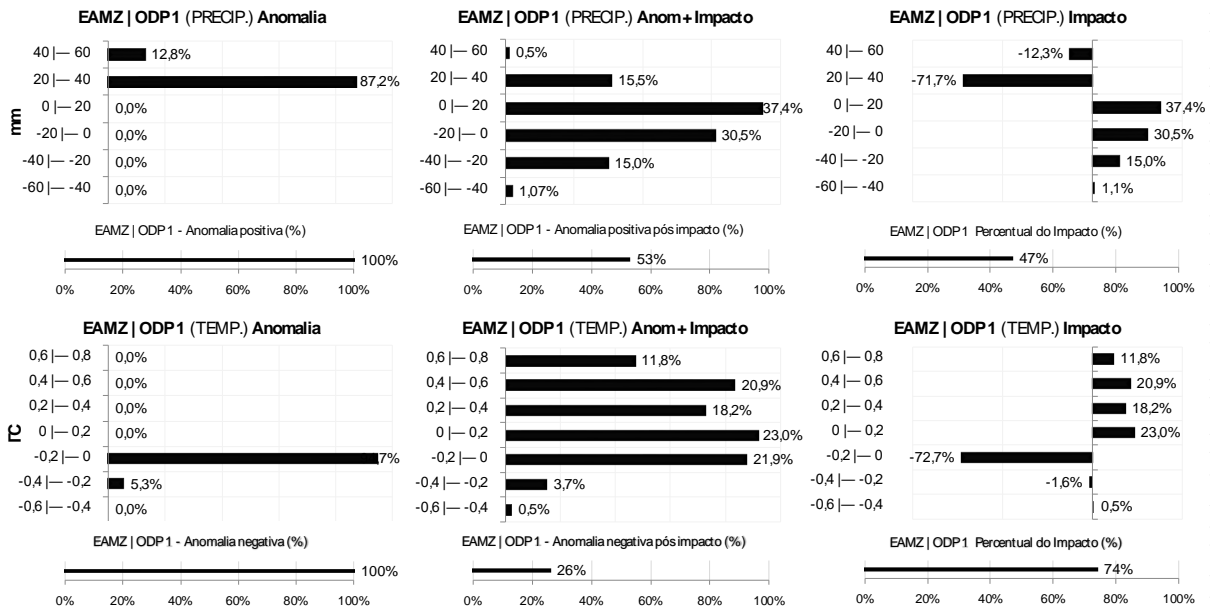 EAMZ | ODP1 (PRECIP.) Anomalia
40 |— 60 12,8%
20 |— 40 87,2%
0 |— 20 0,0%
-20 |— 0 0,0%
-40 |— -20 0,0%
-60 |— -40 0,0%
mm
EAMZ | ODP1 - Anomalia positiva (%)
100%
0% 20% 40% 60% 80% 100%
EAMZ | ODP1 (PRECIP.) Anom + Impacto
40 |— 60 0,5%
20 |— 40 15,5%
0 |— 20 37,4%
-20 |— 0 30,5%
-40 |— -20 15,0%
-60 |— -40 1,07%
EAMZ | ODP1 - Anomalia positiva pós impacto (%)
53%
0% 20% 40% 60% 80% 100%
EAMZ | ODP1 (PRECIP.) Impacto
40 |— 60 -12,3%
20 |— 40 -71,7%
0 |— 20 37,4%
-20 |— 0 30,5%
-40 |— -20 15,0%
-60 |— -40 1,1%
EAMZ | ODP1 Percentual do Impacto (%)
47%
0% 20% 40% 60% 80% 100%
EAMZ | ODP1 (TEMP.) Anomalia
0,6 |— 0,8 0,0%
0,4 |— 0,6 0,0%
0,2 |— 0,4 0,0%
0 |— 0,2 0,0%
-0,2 |— 0
-0,4 |— -0,2 5,3%
-0,6 |— -0,4 0,0%
EAMZ | ODP1 - Anomalia negativa (%)
100%
0% 20% 40% 60% 80% 100%
EAMZ | ODP1 (TEMP.) Anom + Impacto
0,6 |— 0,8 11,8%
0,4 |— 0,6 20,9%
0,2 |— 0,4 18,2%
0 |— 0,2 23,0%
-0,2 |— 0 21,9%
-0,4 |— -0,2 3,7%
-0,6 |— -0,4 0,5%
EAMZ | ODP1 - Anomalia negativa pós impacto (%)
26%
0% 20% 40% 60% 80% 100%
EAMZ | ODP1 (TEMP.) Impacto
0,6 |— 0,8 11,8%
0,4 |— 0,6 20,9%
0,2 |— 0,4 18,2%
0 |— 0,2 23,0%
-0,2 |— 0 -72,7%
-0,4 |— -0,2 -1,6%
-0,6 |— -0,4 0,5%
EAMZ | ODP1 Percentual do Impacto (%)
74%
0% 20% 40% 60% 80% 100%